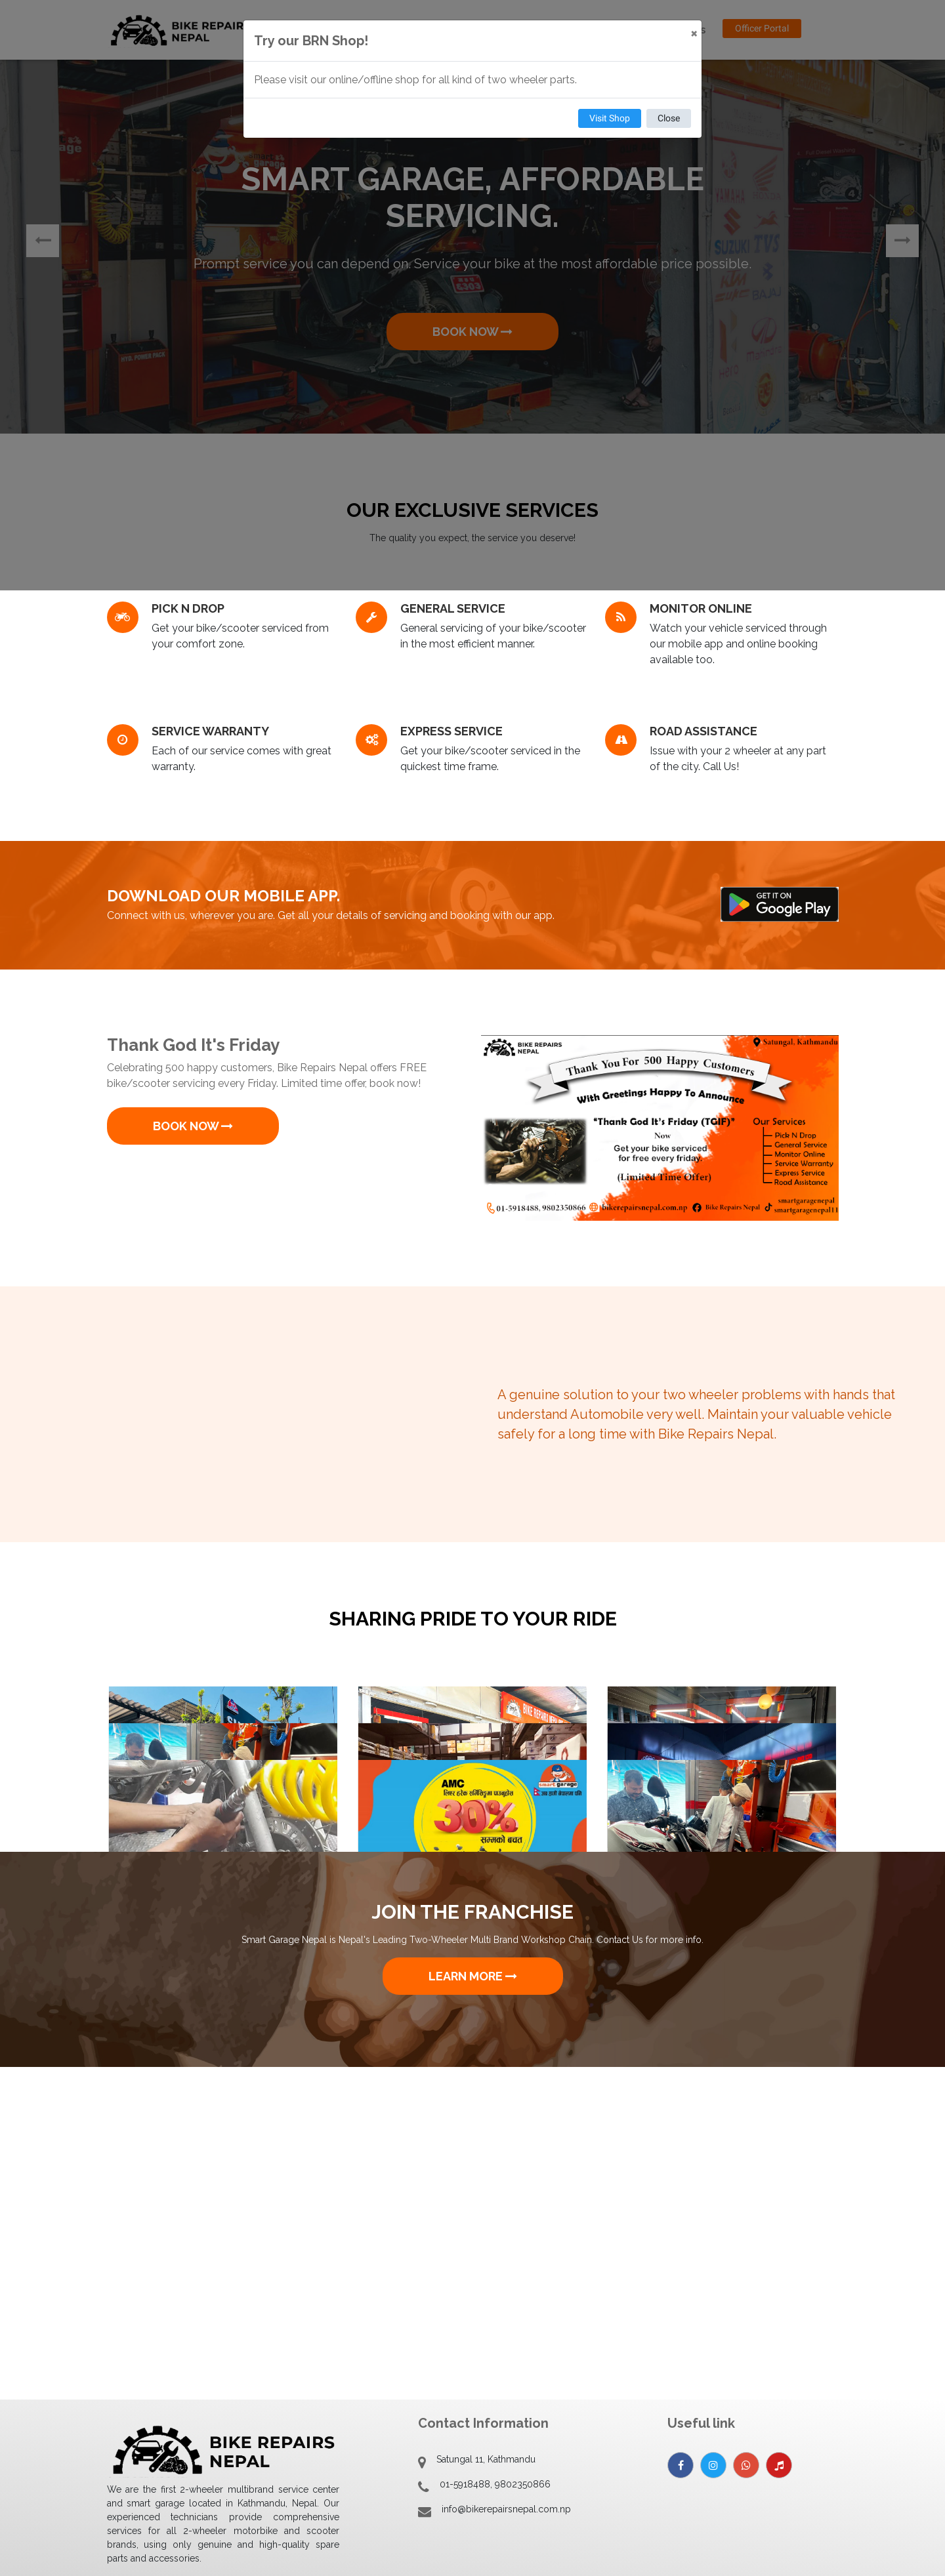 BIKE REPAIRS
NEPAL
Officer Portal
Try our BRN Shop!
×
Please visit our online/offline shop for all kind of two wheeler parts.
Visit Shop
Close
SMART GARAGE, AFFORDABLE
SERVICING.
Prompt service you can depend on. Service your bike at the most affordable price possible.
BOOK NOW
SUZUKI TVS
BAJAJ
OUR EXCLUSIVE SERVICES
The quality you expect, the service you deserve!
PICK N DROP
Get your bike/scooter serviced from
your comfort zone.
GENERAL SERVICE
General servicing of your bike/scooter
in the most efficient manner.
MONITOR ONLINE
Watch your vehicle serviced through
our mobile app and online booking
available too.
SERVICE WARRANTY
Each of our service comes with great
warranty.
EXPRESS SERVICE
Get your bike/scooter serviced in the
quickest time frame.
ROAD ASSISTANCE
Issue with your 2 wheeler at any part
of the city. Call Us!
DOWNLOAD OUR MOBILE APP.
Connect with us, wherever you are. Get all your details of servicing and booking with our app.
GET IT ON
Google Play
Thank God It's Friday
Celebrating 500 happy customers, Bike Repairs Nepal offers FREE
bike/scooter servicing every Friday. Limited time offer, book now!
BOOK NOW
BIKE REPAIRS
NEPAL
Satungal, Kathmandu
Thank You For 500 Happy Customers
With Greetings Happy To Announce
"Thank God It's Friday (TGIF)"
Now
Get your bike serviced
for free every friday.
(Limited Time Offer)
Our Services
Pick N Drop
General Service
Monitor Online
Service Warranty
Express Service
Road Assistance
01-5918488, 9802350866
bikerepairsnepal.com.np
Bike Repairs Nepal
smartgaragenepal
smartgaragenepal11
A genuine solution to your two wheeler problems with hands that
understand Automobile very well. Maintain your valuable vehicle
safely for a long time with Bike Repairs Nepal.
SHARING PRIDE TO YOUR RIDE
AMC
30%
सम्मको बचत
smart garage
JOIN THE FRANCHISE
Smart Garage Nepal is Nepal's Leading Two-Wheeler Multi Brand Workshop Chain. Contact Us for more info.
LEARN MORE
BIKE REPAIRS
NEPAL
We are the first 2-wheeler multibrand service center
and smart garage located in Kathmandu, Nepal. Our
experienced technicians provide comprehensive
services for all 2-wheeler motorbike and scooter
brands, using only genuine and high-quality spare
parts and accessories.
Contact Information
Satungal 11, Kathmandu
01-5918488, 9802350866
info@bikerepairsnepal.com.np
Useful link